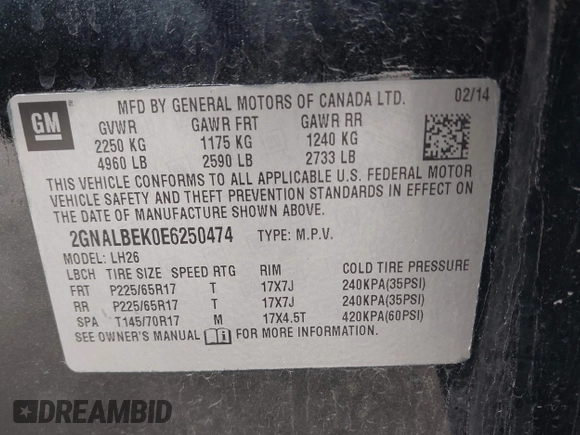 GM
MFD BY GENERAL MOTORS OF CANADA LTD. 02/14
GVWR GAWR FRT GAWR RR
2250 KG 1175 KG 1240 KG
4960 LB 2590 LB 2733 LB
THIS VEHICLE CONFORMS TO ALL APPLICABLE U.S. FEDERAL MOTOR
VEHICLE SAFETY AND THEFT PREVENTION STANDARDS IN EFFECT ON
THE DATE OF MANUFACTURE SHOWN ABOVE.
2GNALBEK0E6250474 TYPE: M.P.V.
MODEL: LH26
LBCH TIRE SIZE SPEED RTG RIM COLD TIRE PRESSURE
FRT P225/65R17 T 17X7J 240KPA(35PSI)
RR P225/65R17 T 17X7J 240KPA(35PSI)
SPA T145/70R17 M 17X4.5T 420KPA(60PSI)
SEE OWNER'S MANUAL FOR MORE INFORMATION.
DREAMBID